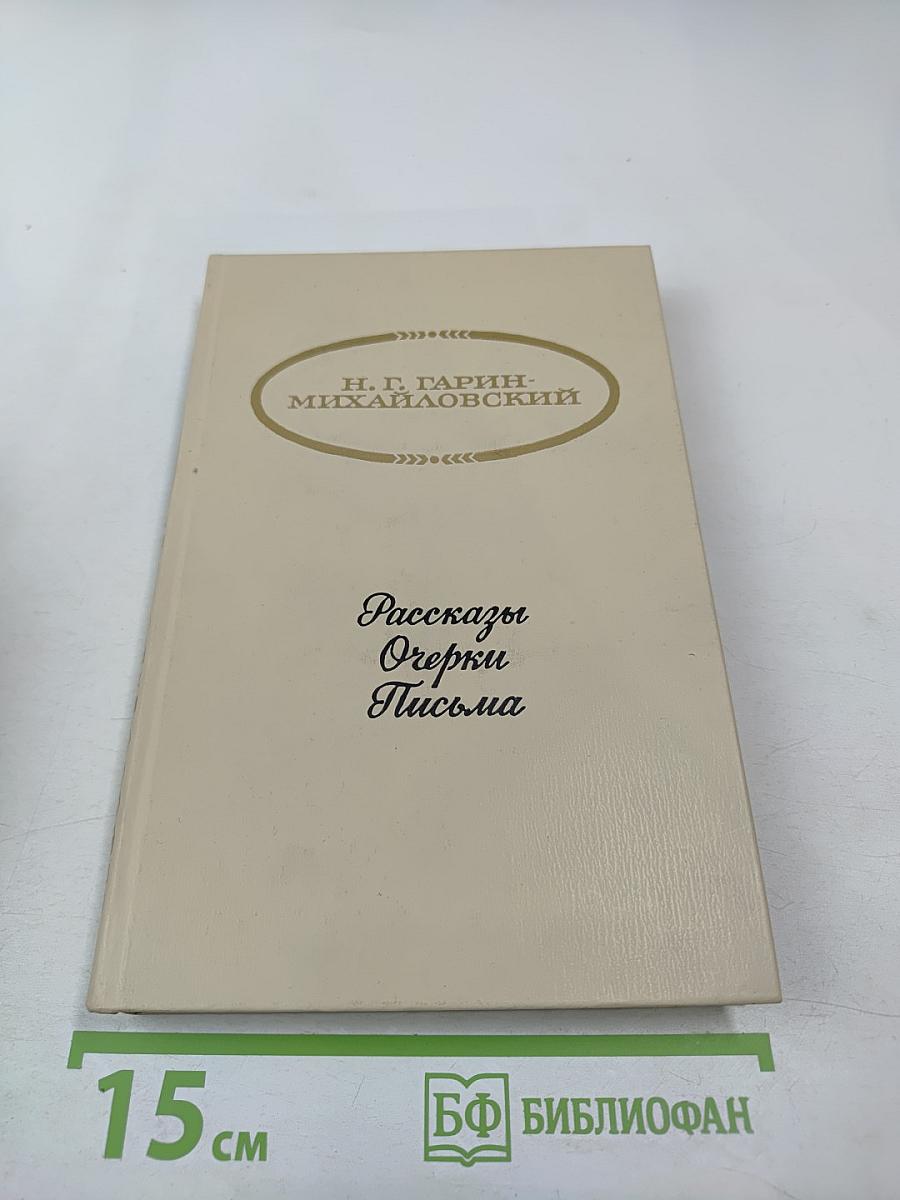 Н. Г. ГАРИН-
МИХАЙЛОВСКИЙ
Рассказы
Очерки
Письма
15 см
БФ БИБЛИОФАН